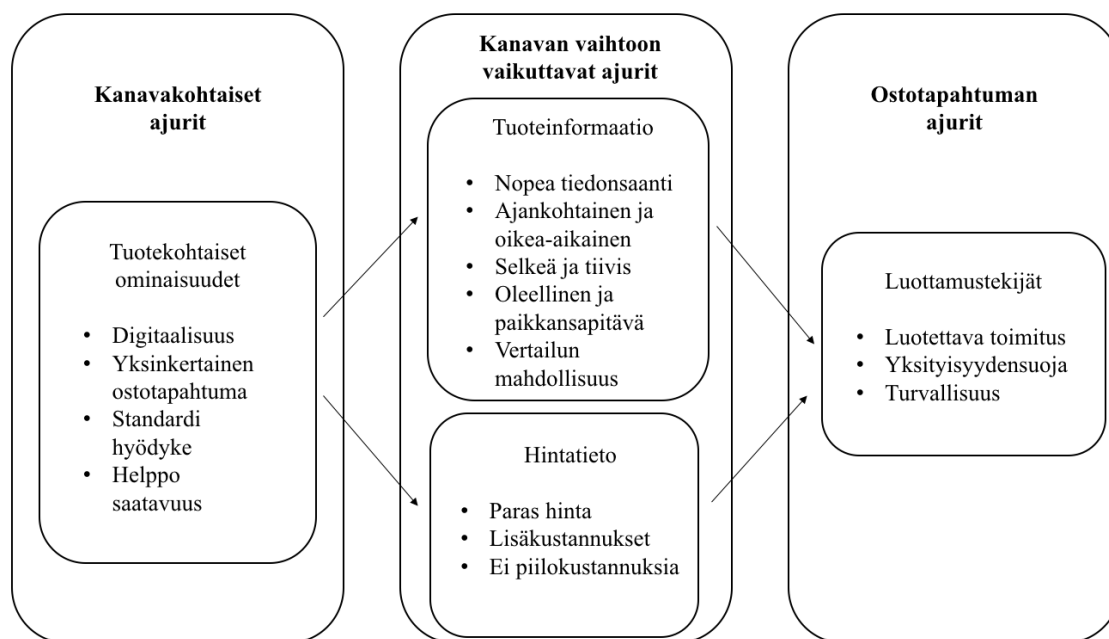 Kanavakohtaiset
ajurit
Tuotekohtaiset
ominaisuudet
• Digitaalisuus
• Yksinkertainen
ostotapahtuma
• Standardi
hyödyke
• Helppo
saatavuus
Kanavan vaihtoon
vaikuttavat ajurit
Tuoteinformaatio
• Nopea tiedonsaanti
• Ajankohtainen ja
oikea-aikainen
• Selkeä ja tiivis
• Oleellinen ja
paikkansapitävä
• Vertailun
mahdollisuus
Hintatieto
• Paras hinta
• Lisäkustannukset
• Ei piilokustannuksia
Ostotapahtuman
ajurit
Luottamustekijät
• Luotettava toimitus
• Yksityisyydensuoja
• Turvallisuus